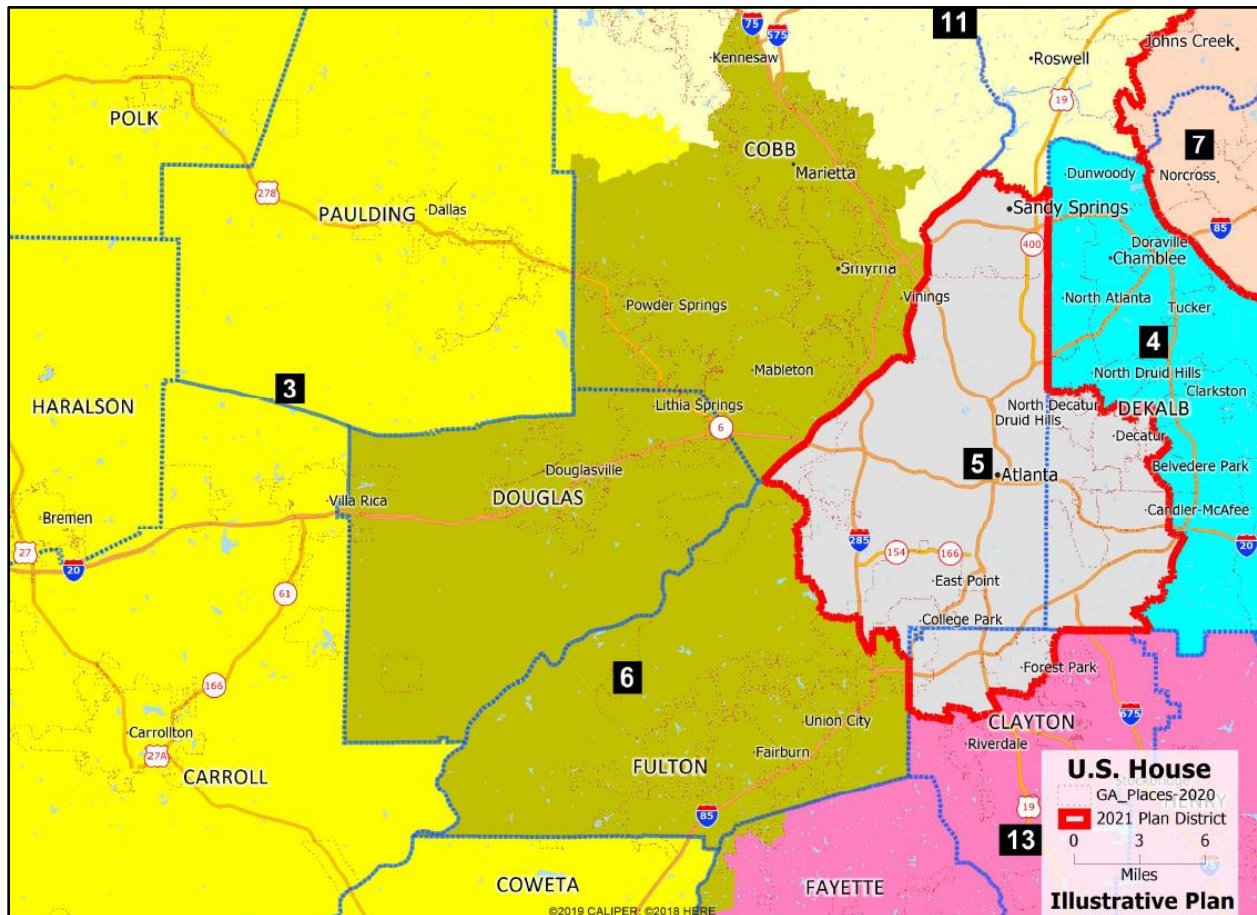 11
75
575
Kennesaw
Roswell
Johns Creek
19
POLK
COBB
Marietta
7
Dunwoody
Norcross
278
PAULDING
Dallas
Sandy Springs
85
400
Doraville
Chamblee
Smyrna
Vinings
North Atlanta
Tucker
Powder Springs
4
Mableton
North Druid Hills
3
Clarkston
HARALSON
Lithia Springs
North Decatur
DEKALB
Druid Hills
6
Decatur
5
Atlanta
Douglasville
Belvedere Park
DOUGLAS
Villa Rica
Candler-McAfee
Bremen
27
20
285
154
166
20
East Point
61
College Park
6
Forest Park
166
Union City
CLAYTON
675
Carrollton
Riverdale
27A
Fairburn
FULTON
CARROLL
U.S. House
GA_Places-2020
HENRY
2021 Plan District
85
19
0 3 6
13
Miles
COWETA
FAYETTE
Illustrative Plan
©2019 CALIPER; ©2018 HERE